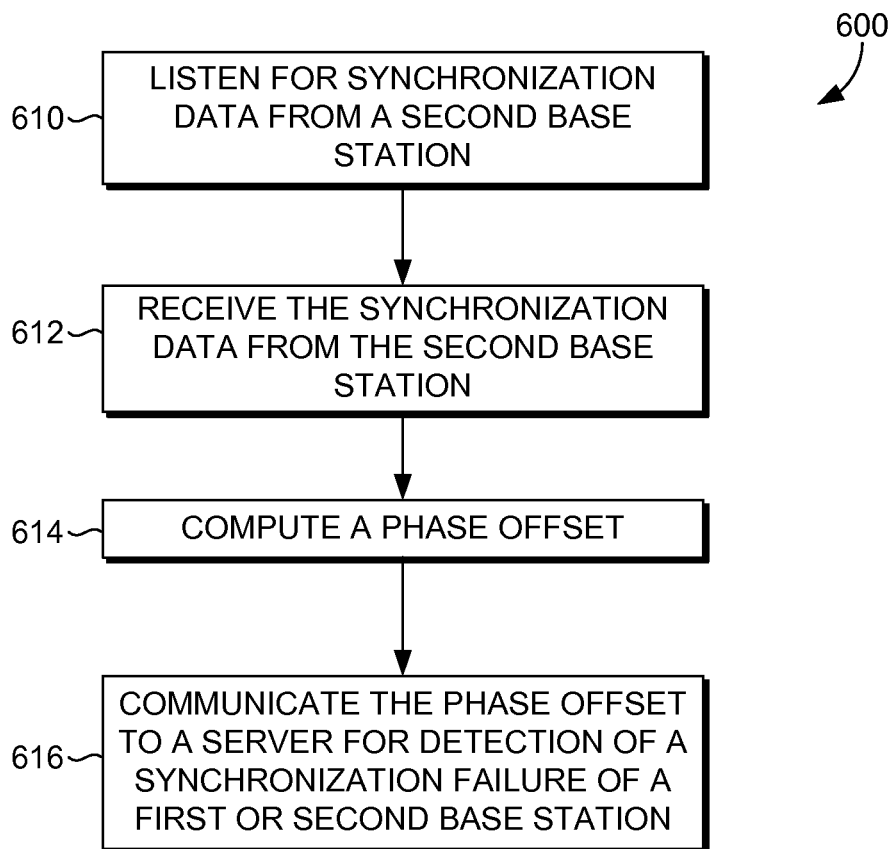 600
610
LISTEN FOR SYNCHRONIZATION
DATA FROM A SECOND BASE
STATION
612
RECEIVE THE SYNCHRONIZATION
DATA FROM THE SECOND BASE
STATION
614
COMPUTE A PHASE OFFSET
616
COMMUNICATE THE PHASE OFFSET
TO A SERVER FOR DETECTION OF A
SYNCHRONIZATION FAILURE OF A
FIRST OR SECOND BASE STATION